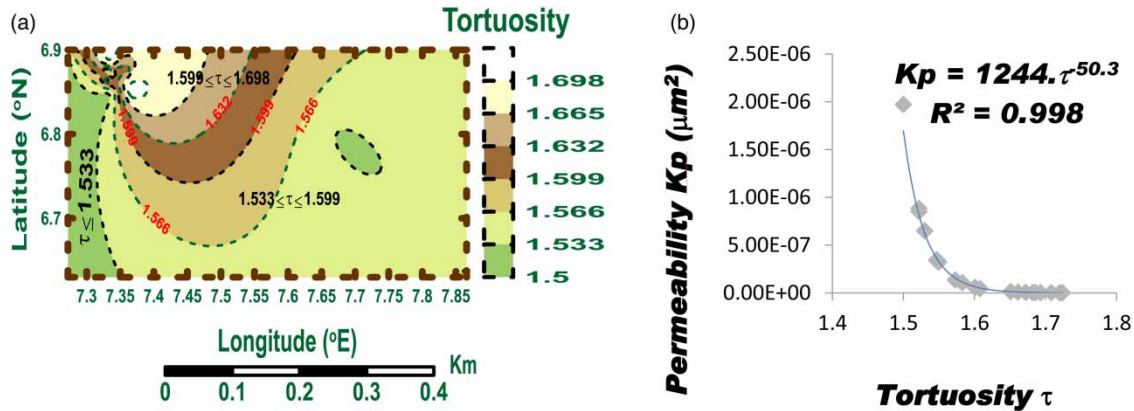 (a)
Tortuosity
1.698
1.665
1.632
1.599
1.566
1.533
1.5
6.9
6.8
6.7
Latitude (oN)
1.599≤τ≤1.698
1.632
1.599
1.566
1.599
1.566
τ ≤ 1.533
1.533≤τ≤1.599
7.3 7.35 7.4 7.45 7.5 7.55 7.6 7.65 7.7 7.75 7.8 7.85
Longitude (oE)
Km
0 0.1 0.2 0.3 0.4
(b)
Permeability Kp (μm²)
2.50E-06
2.00E-06
1.50E-06
1.00E-06
5.00E-07
0.00E+00
Kp = 1244.τ-50.3
R² = 0.998
1.4 1.5 1.6 1.7 1.8
Tortuosity τ